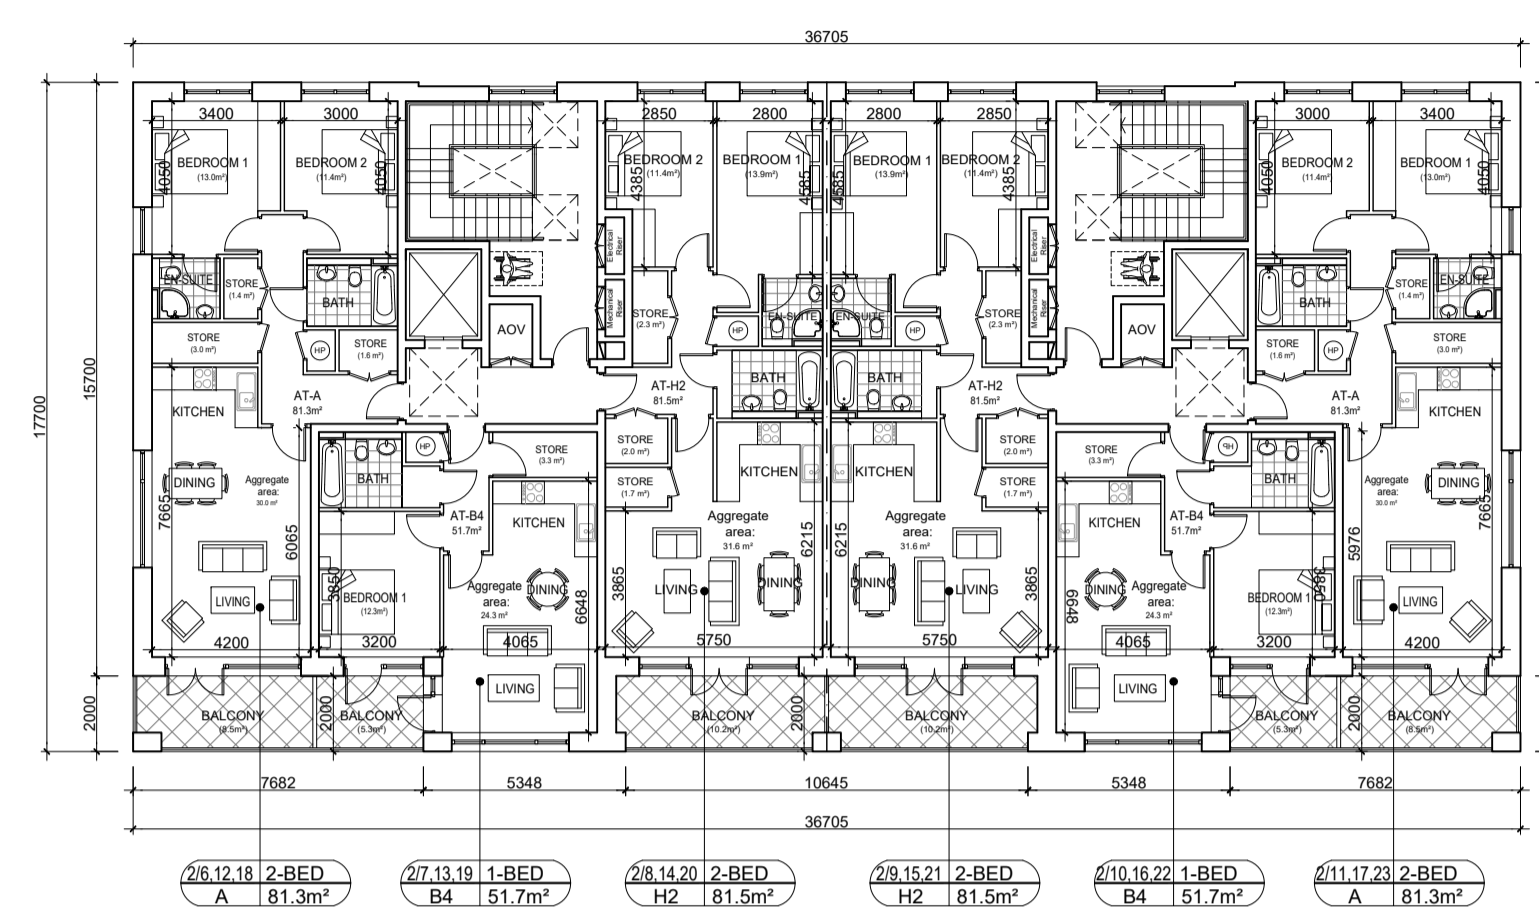 36705
3400
3000
2850
2800
2800
2850
3000
3400
BEDROOM 1
(13.0m²)
4050
BEDROOM 2
(11.4m²)
4050
BEDROOM 2
(11.4m²)
4385
BEDROOM 1
(13.9m²)
4585
4585
BEDROOM 1
(13.9m²)
BEDROOM 2
(11.4m²)
4385
4050
BEDROOM 2
(11.4m²)
BEDROOM 1
(13.0m²)
4050
Electrical
Riser
Mechanical
Riser
Electrical
Riser
Mechanical
Riser
EN-SUITE
STORE
(1.4 m²)
BATH
STORE
(3.0 m²)
HP
STORE
(1.6 m²)
AOV
STORE
(2.3 m²)
HP
EN-SUITE
EN-SUITE
HP
STORE
(2.3 m²)
AOV
BATH
STORE
(1.4 m²)
EN-SUITE
STORE
(1.6 m²)
HP
STORE
(3.0 m²)
17700
15700
2000
KITCHEN
AT-A
81.3m²
AT-H2
81.5m²
BATH
BATH
AT-H2
81.5m²
AT-A
81.3m²
KITCHEN
DINING
Aggregate
area:
30.0 m²
7665
6065
BATH
HP
STORE
(3.3 m²)
STORE
(2.0 m²)
STORE
(1.7 m²)
KITCHEN
KITCHEN
STORE
(2.0 m²)
STORE
(1.7 m²)
STORE
(3.3 m²)
HP
BATH
Aggregate
area:
30.0 m²
DINING
7665
5976
AT-B4
51.7m²
KITCHEN
Aggregate
area:
31.6 m²
6215
6215
Aggregate
area:
31.6 m²
KITCHEN
AT-B4
51.7m²
LIVING
3850
BEDROOM 1
(12.3m²)
Aggregate
area:
24.3 m²
DINING
6648
3865
LIVING
DINING
DINING
LIVING
3865
6648
DINING
Aggregate
area:
24.3 m²
BEDROOM 1
(12.3m²)
3850
LIVING
4200
3200
4065
5750
5750
4065
3200
4200
LIVING
LIVING
BALCONY
(8.5m²)
2000
BALCONY
(5.3m²)
BALCONY
(10.2m²)
2000
BALCONY
(10.2m²)
BALCONY
(5.3m²)
2000
BALCONY
(8.5m²)
7682
5348
10645
5348
7682
36705
2/6,12,18 2-BED
A 81.3m²
2/7,13,19 1-BED
B4 51.7m²
2/8,14,20 2-BED
H2 81.5m²
2/9,15,21 2-BED
H2 81.5m²
2/10,16,22 1-BED
B4 51.7m²
2/11,17,23 2-BED
A 81.3m²